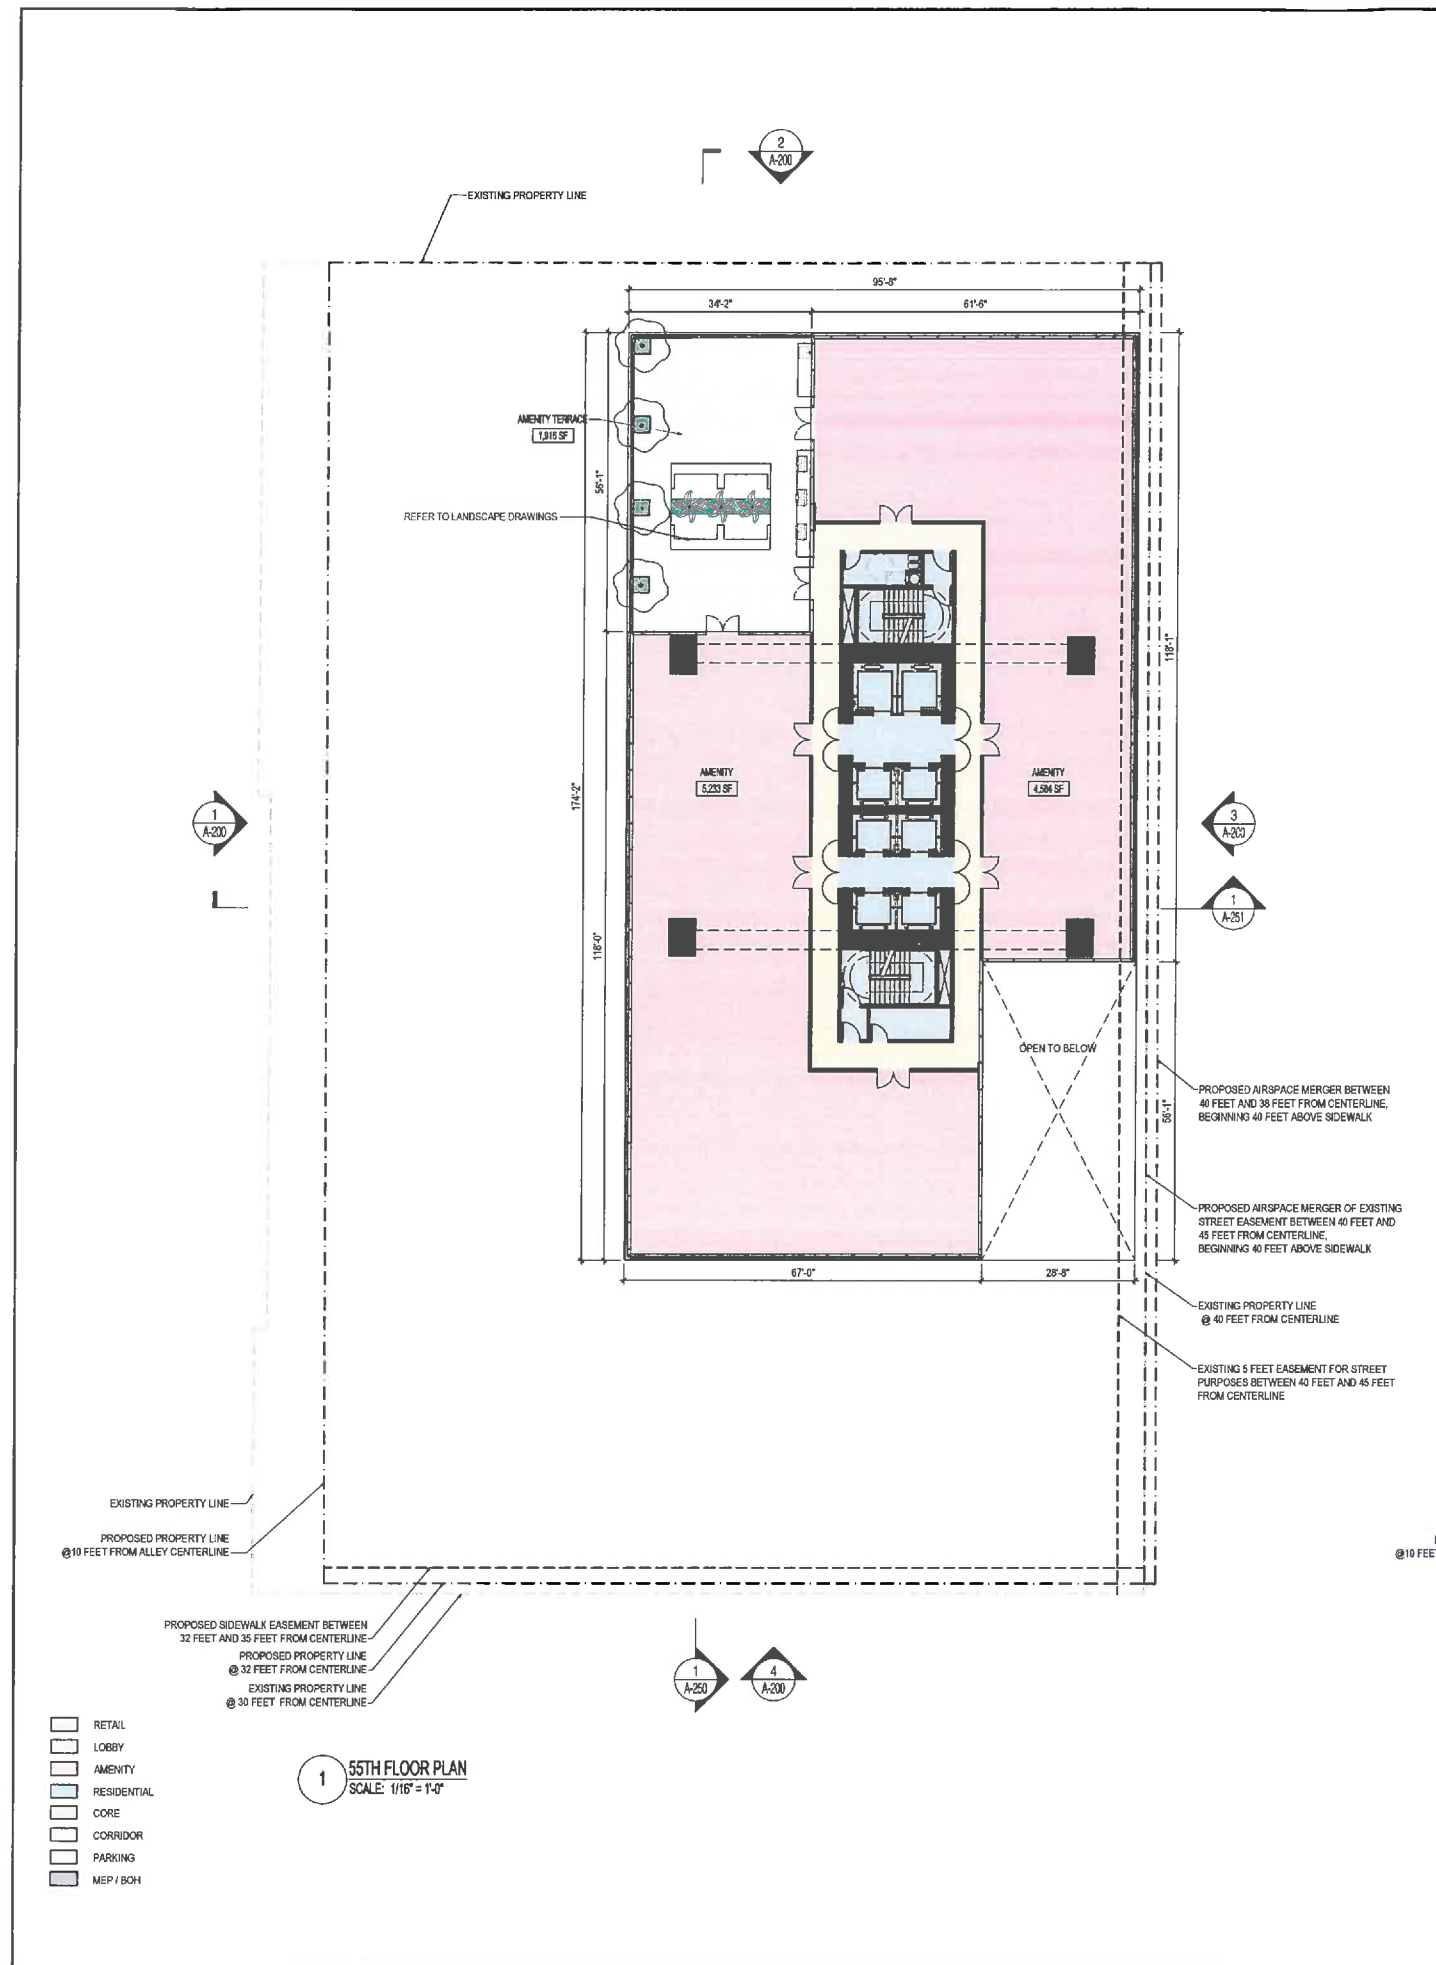 2
A-200
EXISTING PROPERTY LINE
95'-8"
34'-2"
61'-6"
AMENITY TERRACE
1,916 SF
56'-1"
REFER TO LANDSCAPE DRAWINGS
118'-1"
AMENITY
5,233 SF
AMENITY
4,584 SF
174'-2"
1
A-200
3
A-200
1
A-251
118'-0"
OPEN TO BELOW
PROPOSED AIRSPACE MERGER BETWEEN
40 FEET AND 38 FEET FROM CENTERLINE,
BEGINNING 40 FEET ABOVE SIDEWALK
56'-1"
PROPOSED AIRSPACE MERGER OF EXISTING
STREET EASEMENT BETWEEN 40 FEET AND
45 FEET FROM CENTERLINE,
BEGINNING 40 FEET ABOVE SIDEWALK
67'-0"
28'-8"
EXISTING PROPERTY LINE
@ 40 FEET FROM CENTERLINE
EXISTING 5 FEET EASEMENT FOR STREET
PURPOSES BETWEEN 40 FEET AND 45 FEET
FROM CENTERLINE
EXISTING PROPERTY LINE
PROPOSED PROPERTY LINE
@10 FEET FROM ALLEY CENTERLINE
@10 FEE
PROPOSED SIDEWALK EASEMENT BETWEEN
32 FEET AND 35 FEET FROM CENTERLINE
PROPOSED PROPERTY LINE
@ 32 FEET FROM CENTERLINE
EXISTING PROPERTY LINE
@ 30 FEET FROM CENTERLINE
1
A-250
4
A-200
RETAIL
LOBBY
AMENITY
RESIDENTIAL
CORE
CORRIDOR
PARKING
MEP / BOH
1
55TH FLOOR PLAN
SCALE: 1/16" = 1'-0"